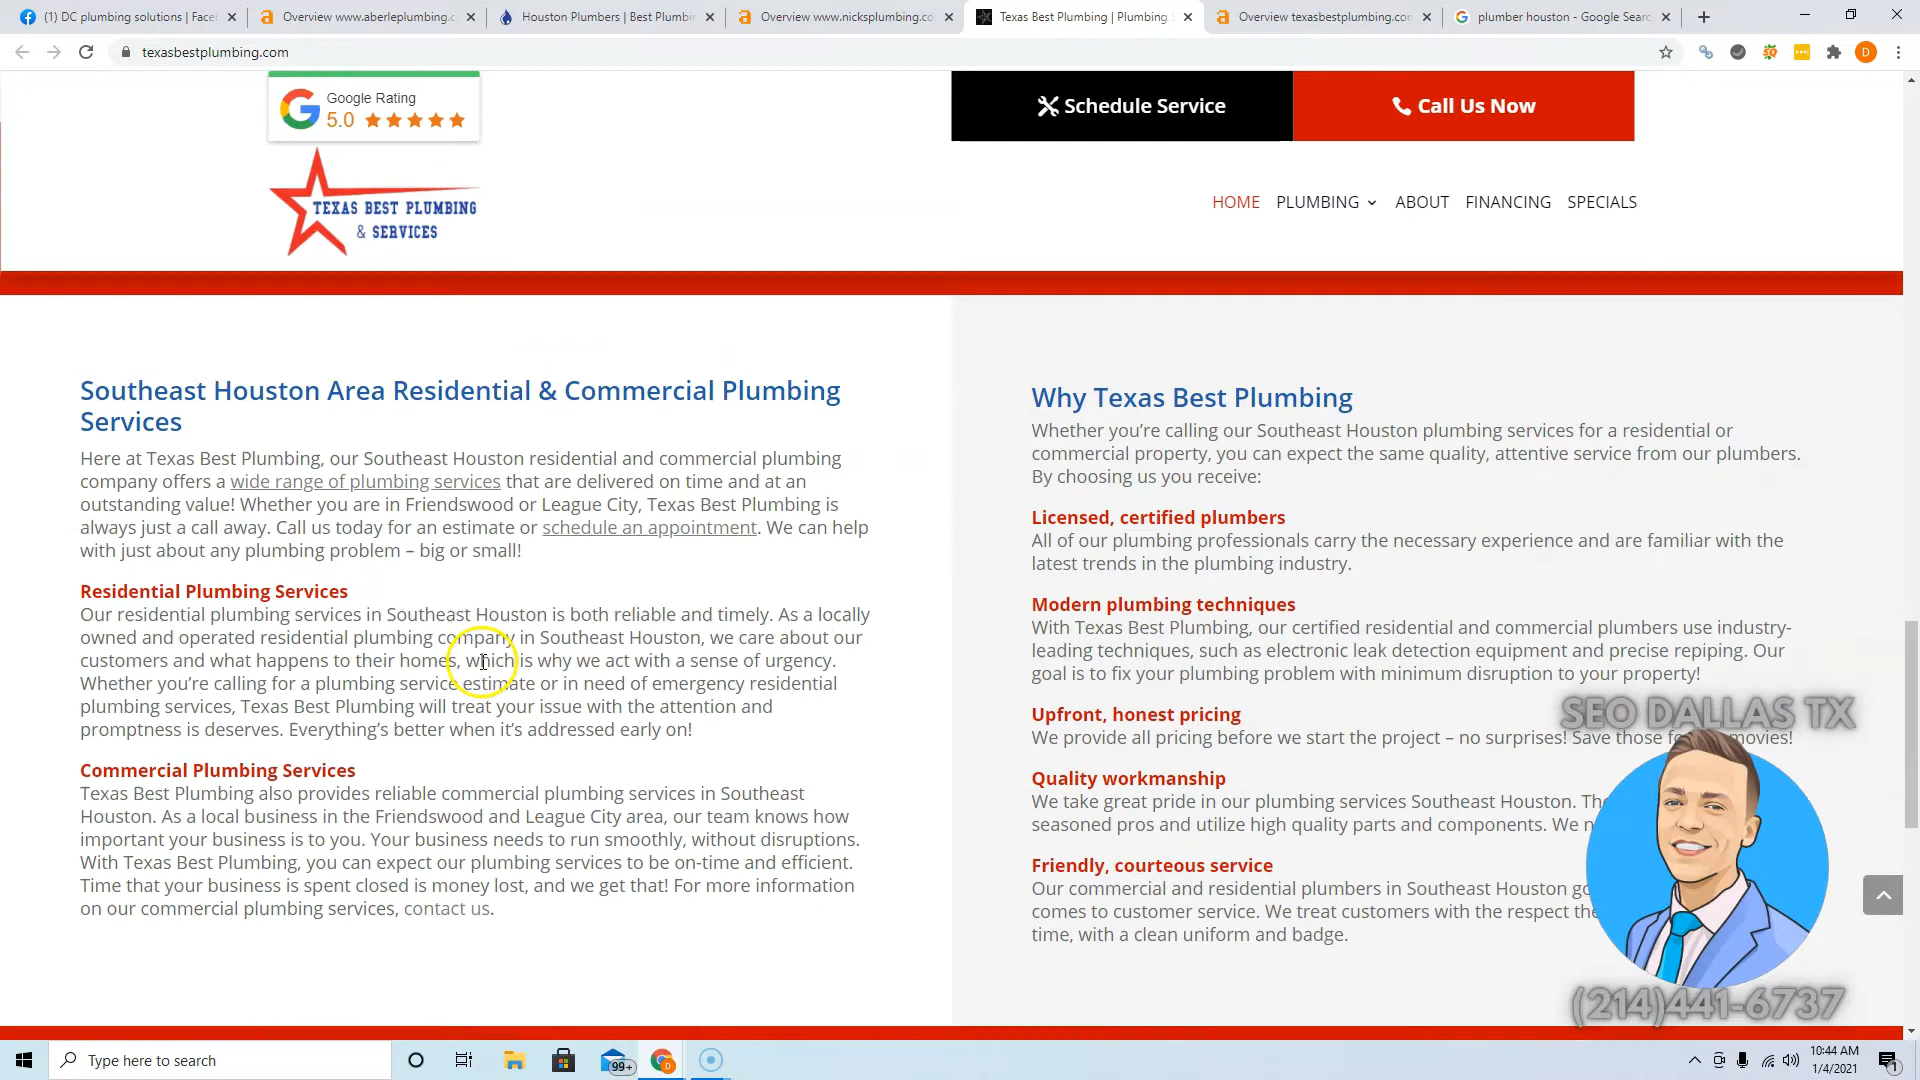 (1) DC plumbing solutions | Face
Overview www.aberleplumbing.c
Houston Plumbers | Best Plumbin
Overview www.nicksplumbing.co
Texas Best Plumbing | Plumbing
Overview texasbestplumbing.com
plumber houston - Google Searc
texasbestplumbing.com
D
Google Rating
5.0
Schedule Service
Call Us Now
TEXAS BEST PLUMBING
& SERVICES
HOME PLUMBING ABOUT FINANCING SPECIALS
Southeast Houston Area Residential & Commercial Plumbing
Services
Here at Texas Best Plumbing, our Southeast Houston residential and commercial plumbing
company offers a wide range of plumbing services that are delivered on time and at an
outstanding value! Whether you are in Friendswood or League City, Texas Best Plumbing is
always just a call away. Call us today for an estimate or schedule an appointment. We can help
with just about any plumbing problem – big or small!
Residential Plumbing Services
Our residential plumbing services in Southeast Houston is both reliable and timely. As a locally
owned and operated residential plumbing company in Southeast Houston, we care about our
customers and what happens to their homes, which is why we act with a sense of urgency.
Whether you’re calling for a plumbing service estimate or in need of emergency residential
plumbing services, Texas Best Plumbing will treat your issue with the attention and
promptness is deserves. Everything’s better when it’s addressed early on!
Commercial Plumbing Services
Texas Best Plumbing also provides reliable commercial plumbing services in Southeast
Houston. As a local business in the Friendswood and League City area, our team knows how
important your business is to you. Your business needs to run smoothly, without disruptions.
With Texas Best Plumbing, you can expect our plumbing services to be on-time and efficient.
Time that your business is spent closed is money lost, and we get that! For more information
on our commercial plumbing services, contact us.
Why Texas Best Plumbing
Whether you’re calling our Southeast Houston plumbing services for a residential or
commercial property, you can expect the same quality, attentive service from our plumbers.
By choosing us you receive:
Licensed, certified plumbers
All of our plumbing professionals carry the necessary experience and are familiar with the
latest trends in the plumbing industry.
Modern plumbing techniques
With Texas Best Plumbing, our certified residential and commercial plumbers use industry-
leading techniques, such as electronic leak detection equipment and precise repiping. Our
goal is to fix your plumbing problem with minimum disruption to your property!
Upfront, honest pricing
We provide all pricing before we start the project – no surprises! Save those movies!
Quality workmanship
We take great pride in our plumbing services Southeast Houston.
seasoned pros and utilize high quality parts and components. We
Friendly, courteous service
Our commercial and residential plumbers in Southeast Houston
comes to customer service. We treat customers with the respect
time, with a clean uniform and badge.
SEO DALLAS TX
(214)441-6737
Type here to search
99+
10:44 AM
1/4/2021
1